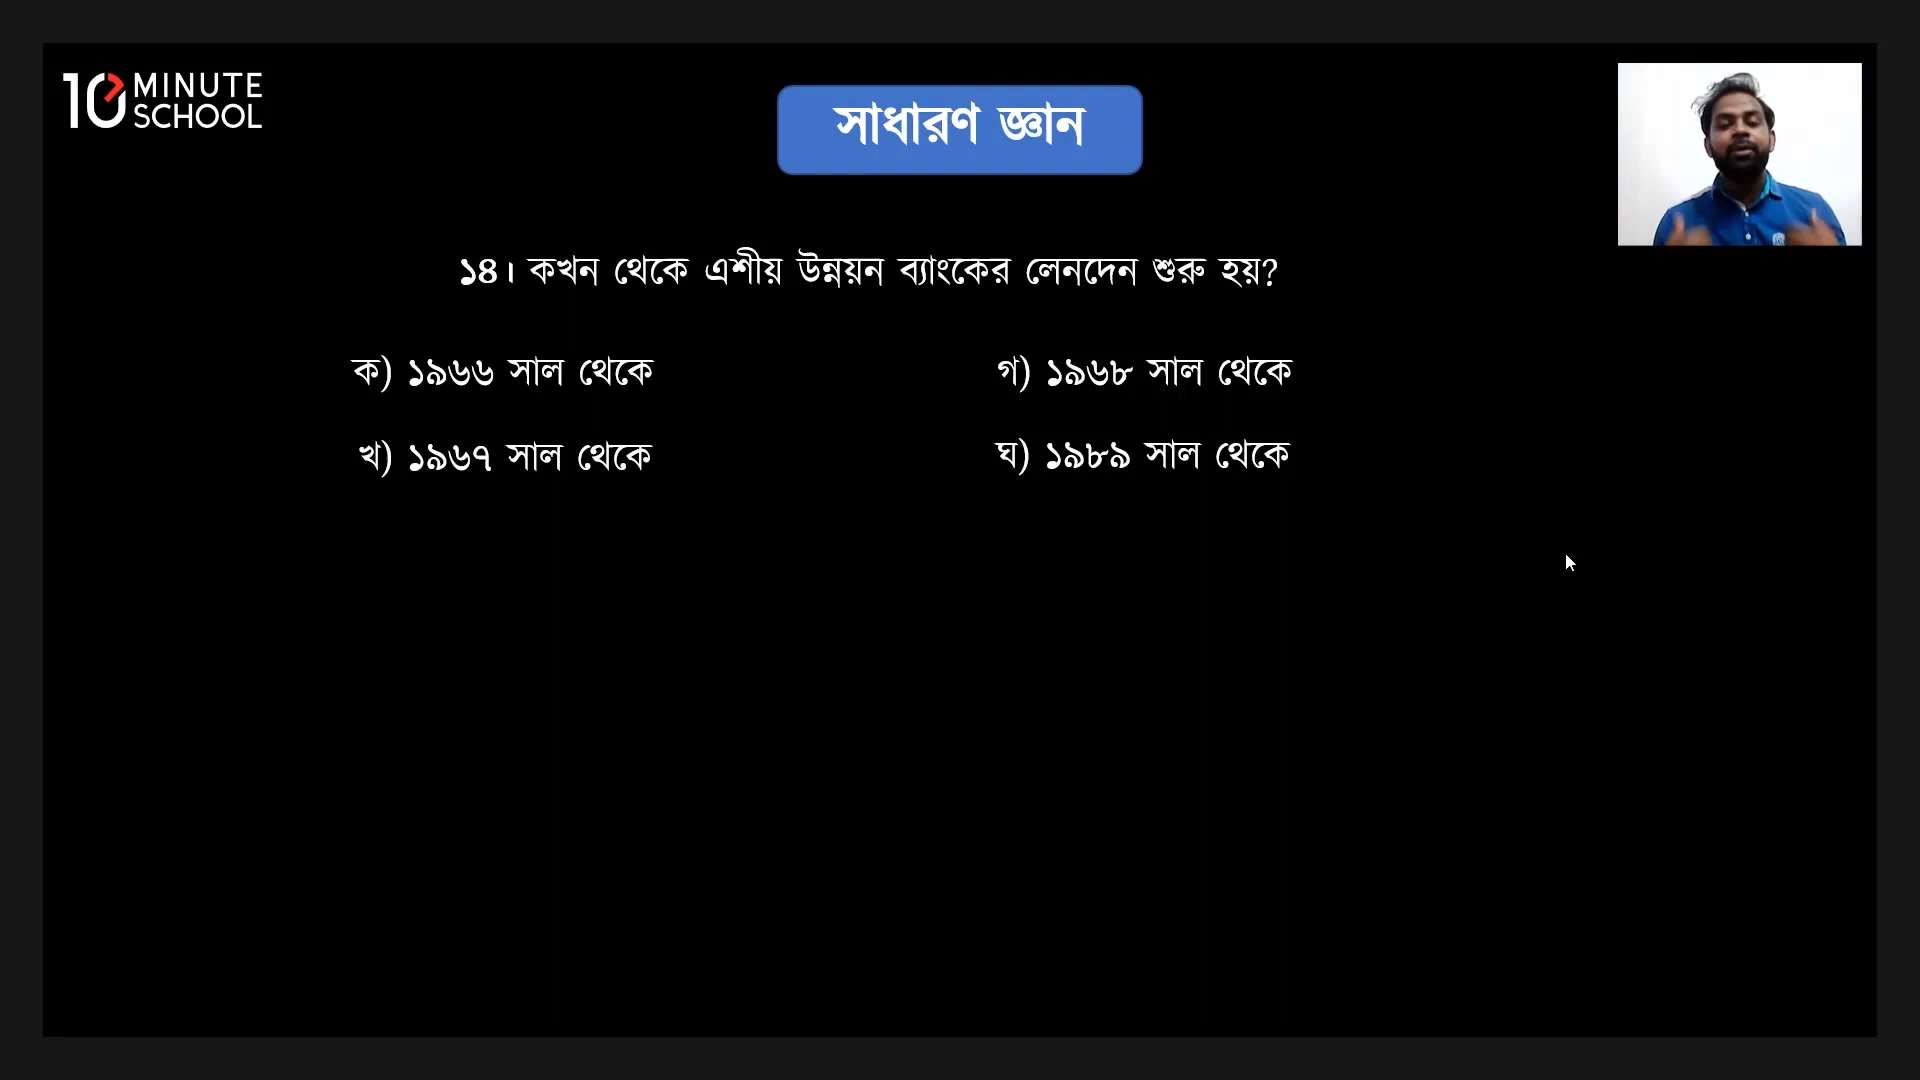 10 MINUTE SCHOOL
সাধারণ জ্ঞান
১৪। কখন থেকে এশীয় উন্নয়ন ব্যাংকের লেনদেন শুরু হয়?
ক) ১৯৬৬ সাল থেকে
খ) ১৯৬৭ সাল থেকে
গ) ১৯৬৮ সাল থেকে
ঘ) ১৯৮৯ সাল থেকে